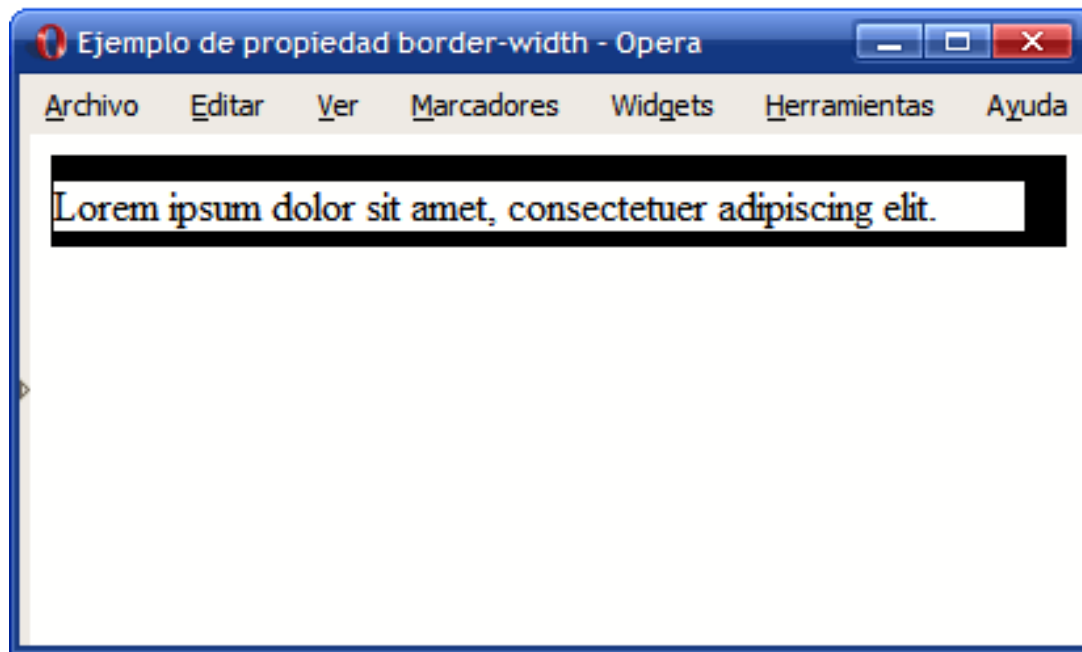 Ejemplo de propiedad border-width - Opera
Archivo Editar Ver Marcadores Widgets Herramientas Ayuda
Lorem ipsum dolor sit amet, consectetuer adipiscing elit.